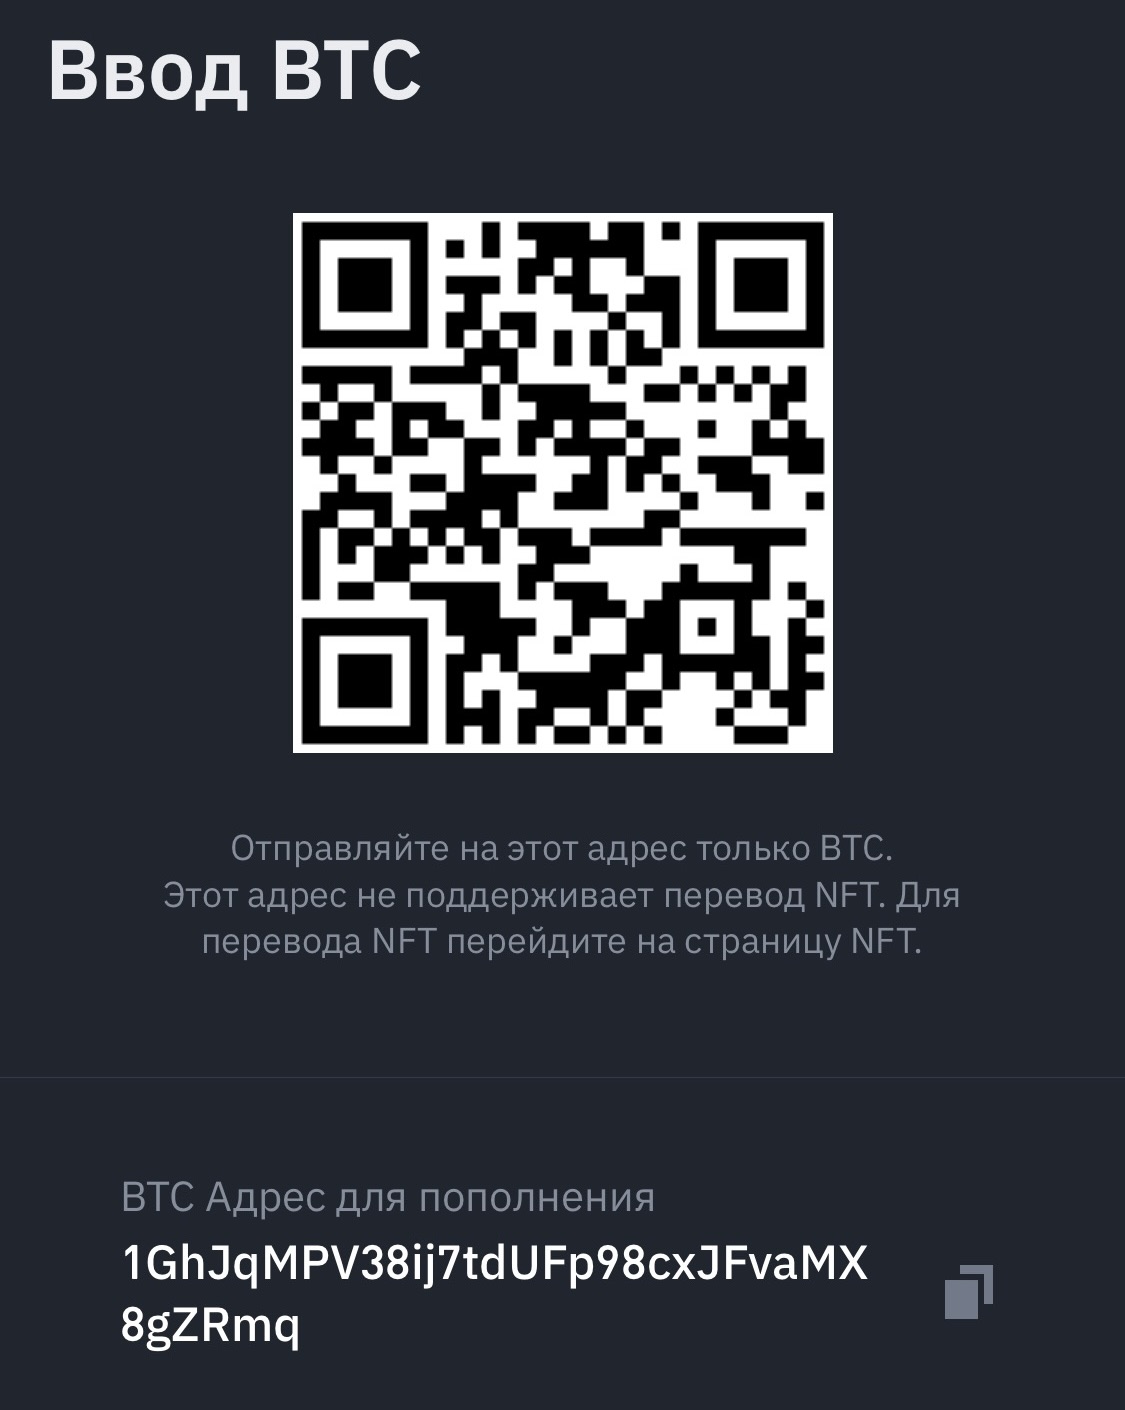 Ввод BTC
Отправляйте на этот адрес только BTC.
Этот адрес не поддерживает перевод NFT. Для
перевода NFT перейдите на страницу NFT.
BTC Адрес для пополнения
1GhJqMPV38ij7tdUFp98cxJFvaMX
8gZRmq